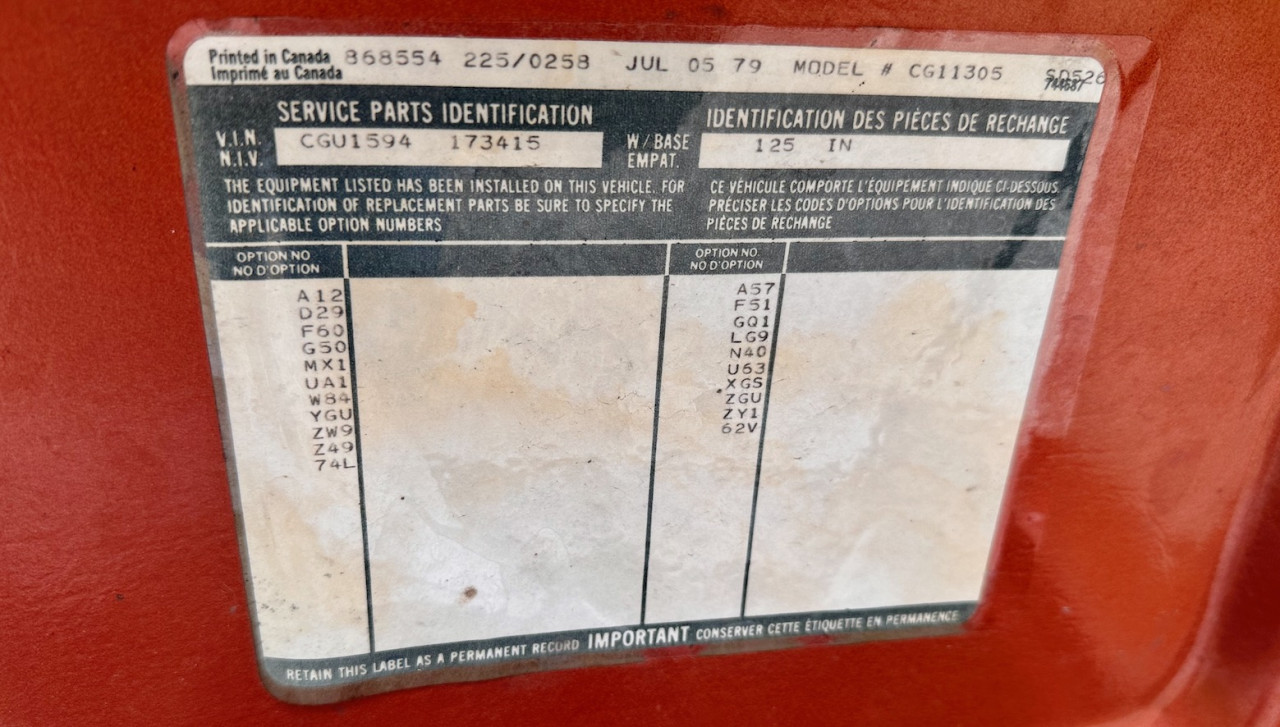 Printed in Canada 868554 225/0258 JUL 05 79 MODEL # CG11305
Imprimé au Canada
SERVICE PARTS IDENTIFICATION IDENTIFICATION DES PIÈCES DE RECHANGE
V.I.N. CGU1594 173415 W/BASE 125 IN
N.I.V. EMPAT.
THE EQUIPMENT LISTED HAS BEEN INSTALLED ON THIS VEHICLE. FOR
IDENTIFICATION OF REPLACEMENT PARTS BE SURE TO SPECIFY THE
APPLICABLE OPTION NUMBERS
CE VÉHICULE COMPORTE L'ÉQUIPEMENT INDIQUÉ CI-DESSOUS.
PRÉCISER LES CODES D'OPTIONS POUR L'IDENTIFICATION DES
PIÈCES DE RECHANGE
OPTION NO.
NO D'OPTION
A12
D29
F60
G50
MX1
UA1
W84
YGU
ZW9
Z49
74L
OPTION NO.
NO D'OPTION
A57
F51
GQ1
LG9
N40
U63
XGS
ZGU
ZY1
62V
RETAIN THIS LABEL AS A PERMANENT RECORD IMPORTANT CONSERVER CETTE ÉTIQUETTE EN PERMANENCE